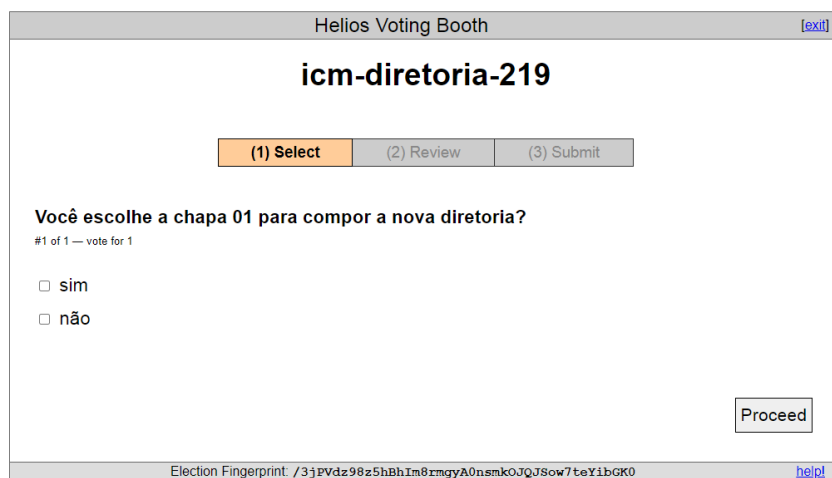 Helios Voting Booth [exit]
icm-diretoria-219
(1) Select (2) Review (3) Submit
Você escolhe a chapa 01 para compor a nova diretoria?
#1 of 1 — vote for 1
sim
não
Proceed
Election Fingerprint: /3jPVdz98z5hBhIm8rmgyA0nsmkOJQJSow7teYibGK0 help!